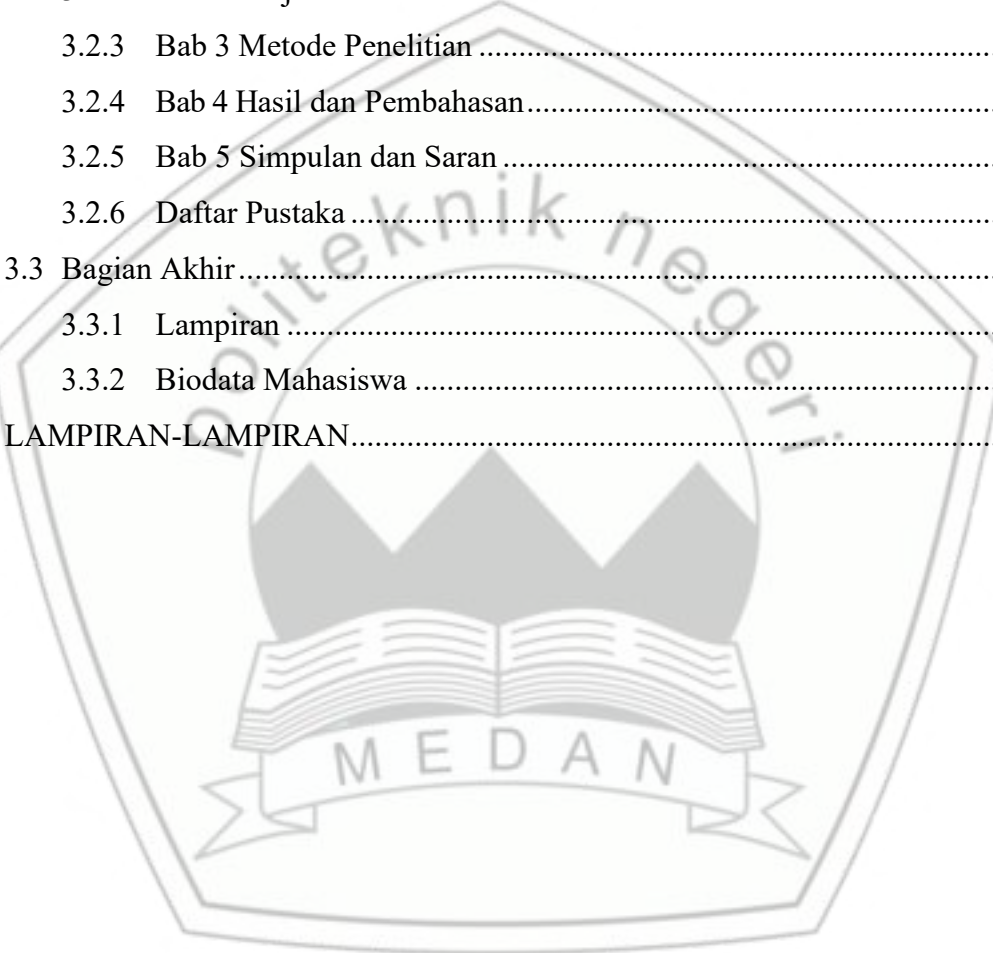 3.2.3 Bab 3 Metode Penelitian ................................................................
3.2.4 Bab 4 Hasil dan Pembahasan ................................................................
3.2.5 Bab 5 Simpulan dan Saran ................................................................
3.2.6 Daftar Pustaka ................................................................
3.3 Bagian Akhir ................................................................
3.3.1 Lampiran ................................................................
3.3.2 Biodata Mahasiswa ................................................................
LAMPIRAN-LAMPIRAN ................................................................
politeknik negeri
MEDAN